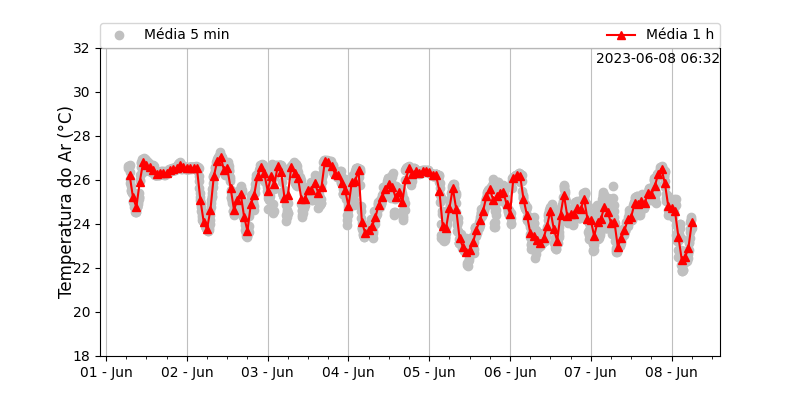 Média 5 min
Média 1 h
2023-06-08 06:32
Temperatura do Ar (°C)
32
30
28
26
24
22
20
18
01 - Jun
02 - Jun
03 - Jun
04 - Jun
05 - Jun
06 - Jun
07 - Jun
08 - Jun